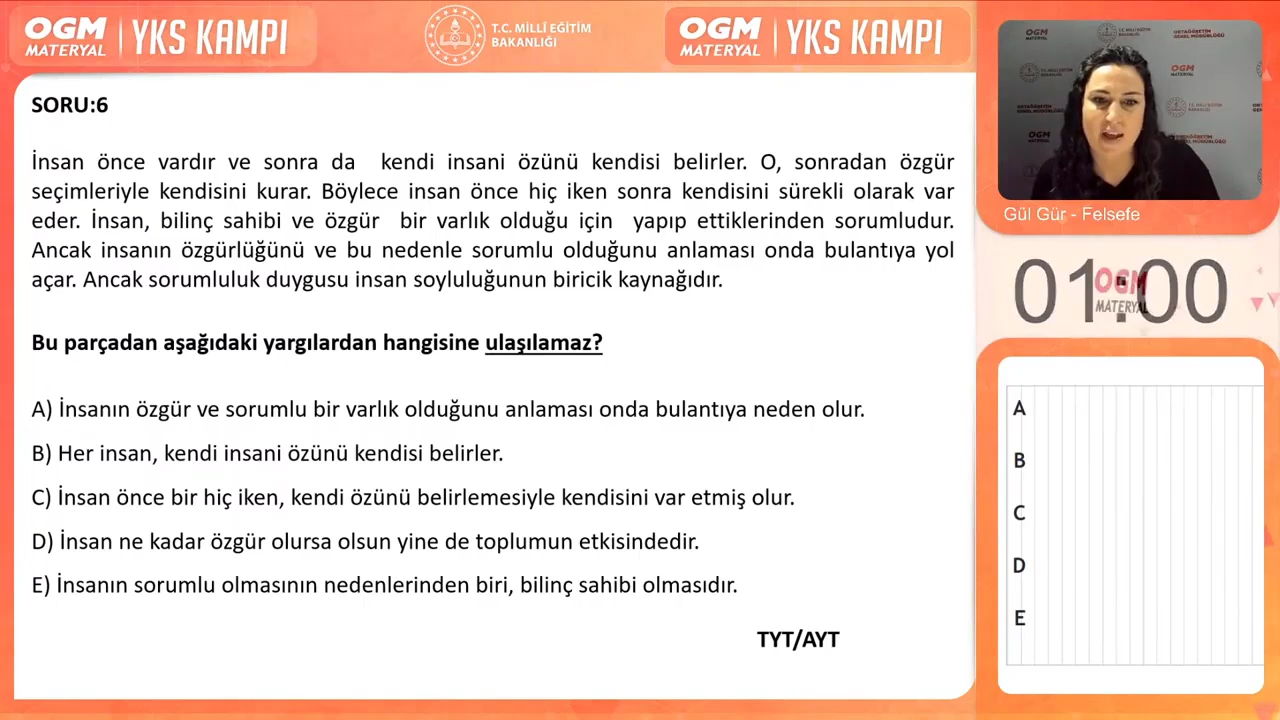 OGM MATERYAL | YKS KAMPI
T.C. MİLLÎ EĞİTİM
BAKANLIĞI
OGM MATERYAL | YKS KAMPI
SORU:6
İnsan önce vardır ve sonra da kendi insani özünü kendisi belirler. O, sonradan özgür
seçimleriyle kendisini kurar. Böylece insan önce hiç iken sonra kendisini sürekli olarak var
eder. İnsan, bilinç sahibi ve özgür bir varlık olduğu için yapıp ettiklerinden sorumludur.
Ancak insanın özgürlüğünü ve bu nedenle sorumlu olduğunu anlaması onda bulantıya yol
açar. Ancak sorumluluk duygusu insan soyluluğunun biricik kaynağıdır.
Bu parçadan aşağıdaki yargılardan hangisine ulaşılamaz?
A) İnsanın özgür ve sorumlu bir varlık olduğunu anlaması onda bulantıya neden olur.
B) Her insan, kendi insani özünü kendisi belirler.
C) İnsan önce bir hiç iken, kendi özünü belirlemesiyle kendisini var etmiş olur.
D) İnsan ne kadar özgür olursa olsun yine de toplumun etkisindedir.
E) İnsanın sorumlu olmasının nedenlerinden biri, bilinç sahibi olmasıdır.
TYT/AYT
Gül Gür - Felsefe
01:00
OGM
MATERYAL
A
B
C
D
E